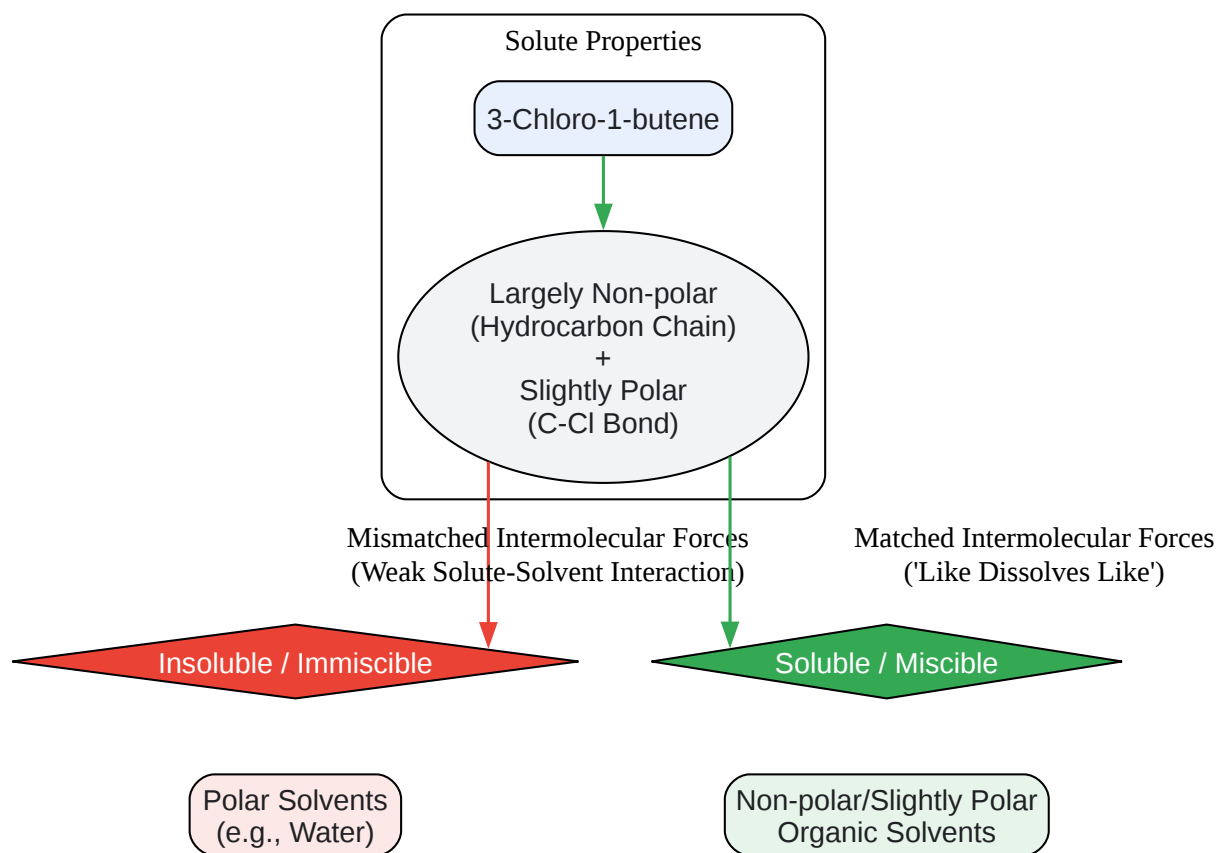 Solute Properties
3-Chloro-1-butene
Largely Non-polar
(Hydrocarbon Chain)
+
Slightly Polar
(C-Cl Bond)
Mismatched Intermolecular Forces
(Weak Solute-Solvent Interaction)
Matched Intermolecular Forces
('Like Dissolves Like')
Insoluble / Immiscible
Soluble / Miscible
Polar Solvents
(e.g., Water)
Non-polar/Slightly Polar
Organic Solvents